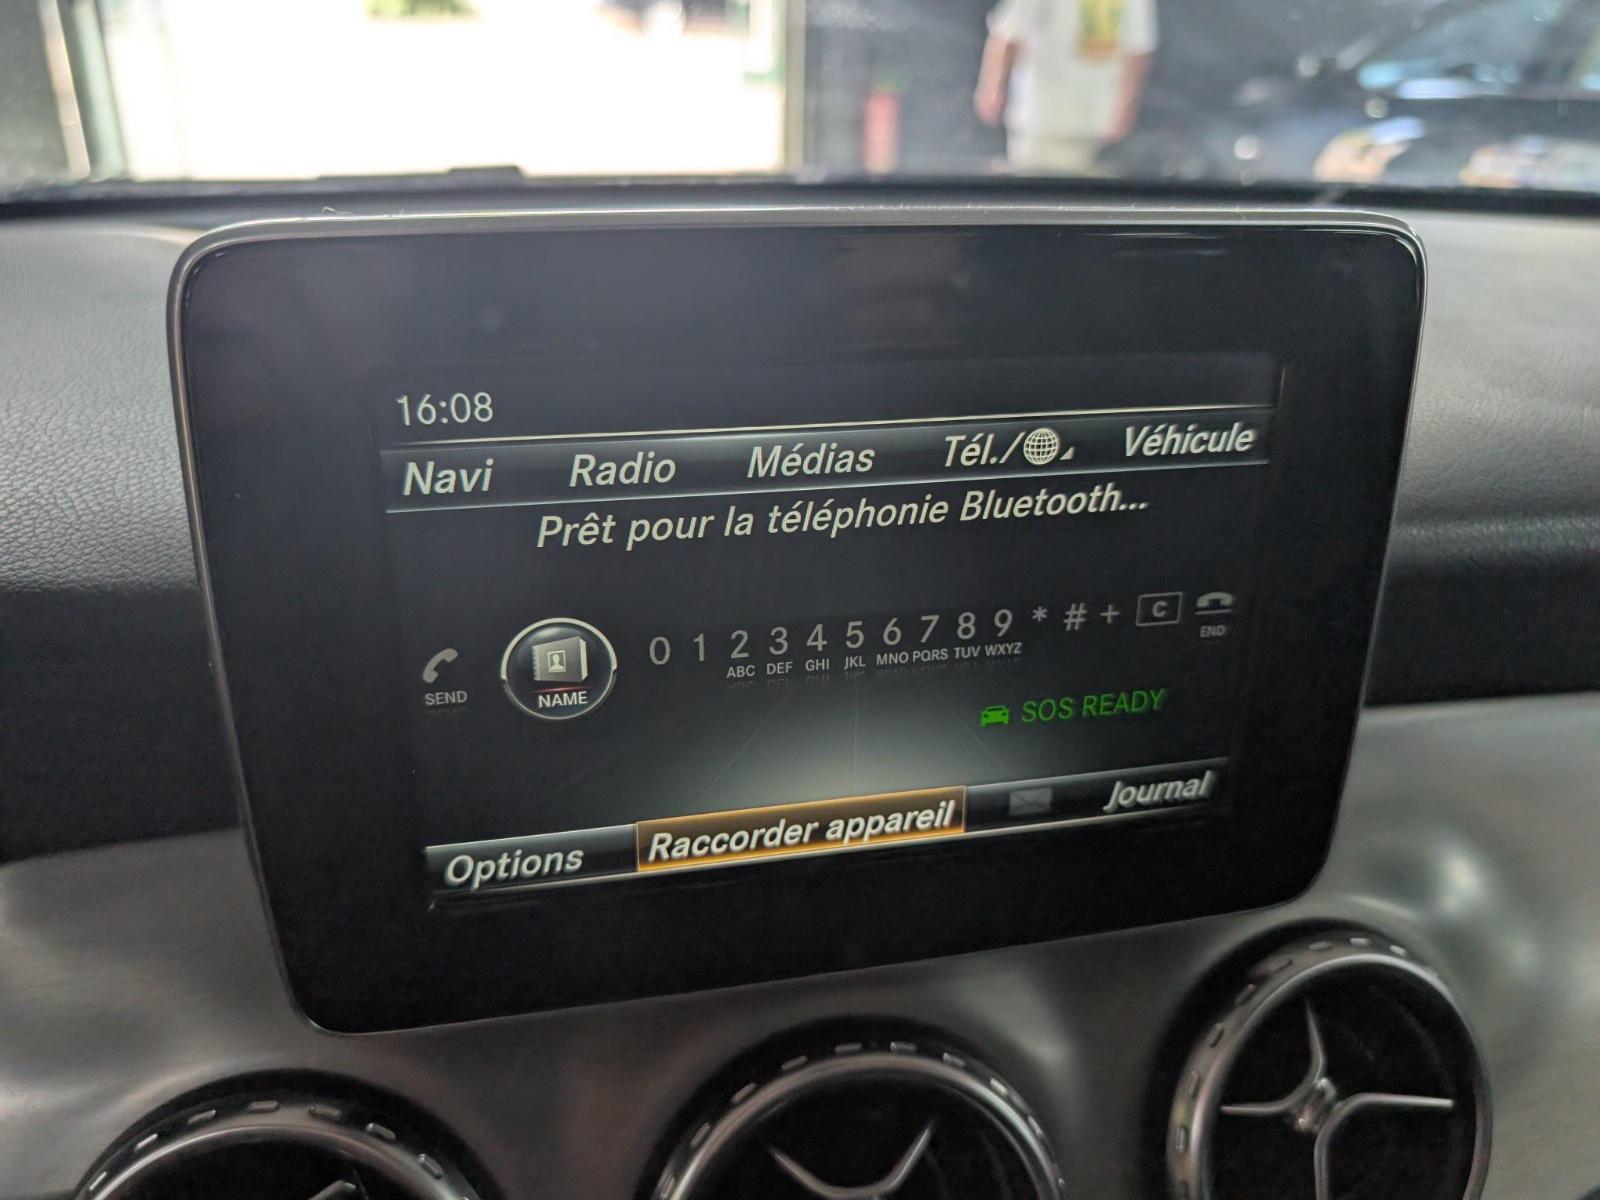 16:08
Navi Radio Médias Tél./ Véhicule
Prêt pour la téléphonie Bluetooth...
SEND NAME 0 1 2 ABC 3 DEF 4 GHI 5 JKL 6 MNO 7 PQRS 8 TUV 9 WXYZ * # + C END
SOS READY
Options Raccorder appareil Journal